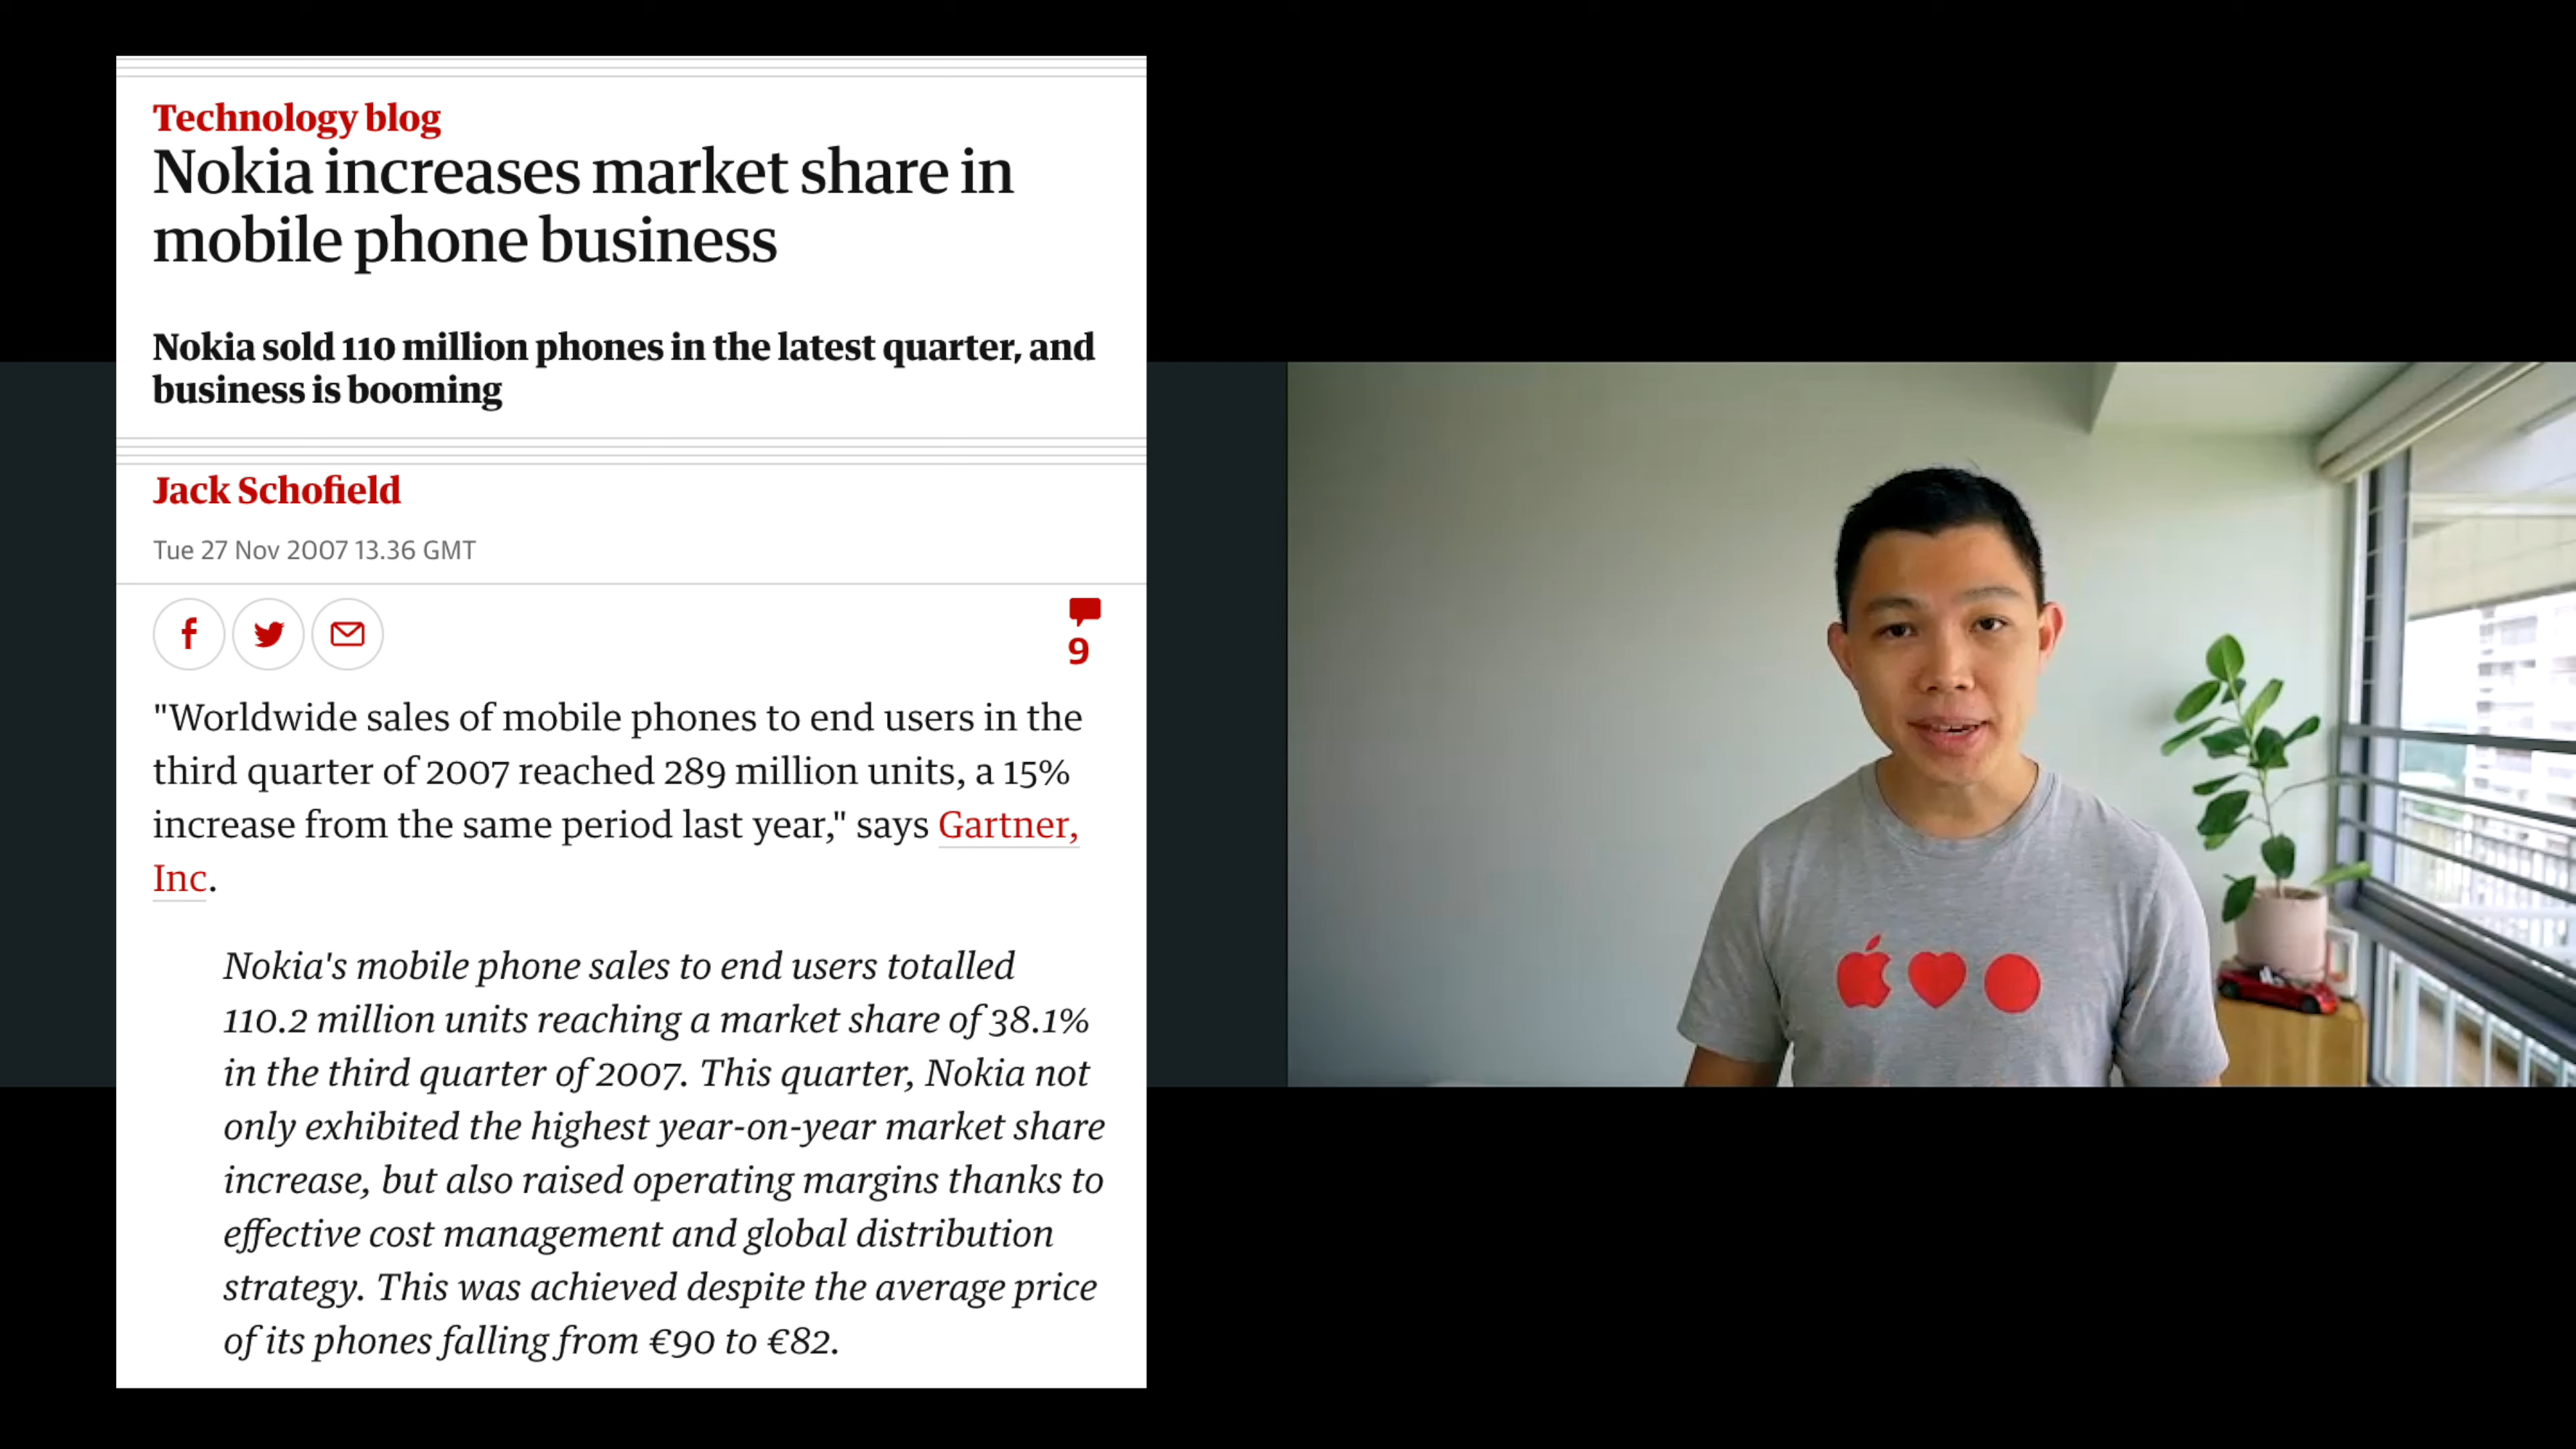 Technology blog
Nokia increases market share in
mobile phone business
Nokia sold 110 million phones in the latest quarter, and
business is booming
Jack Schofield
Tue 27 Nov 2007 13.36 GMT
9
"Worldwide sales of mobile phones to end users in the
third quarter of 2007 reached 289 million units, a 15%
increase from the same period last year," says Gartner,
Inc.
Nokia's mobile phone sales to end users totalled
110.2 million units reaching a market share of 38.1%
in the third quarter of 2007. This quarter, Nokia not
only exhibited the highest year-on-year market share
increase, but also raised operating margins thanks to
effective cost management and global distribution
strategy. This was achieved despite the average price
of its phones falling from €90 to €82.